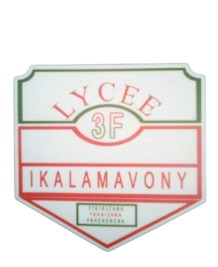 LYCEE
3F
IKALAMAVONY
FIKIRIZANA
FAHAIZANA
FAHENDRENA